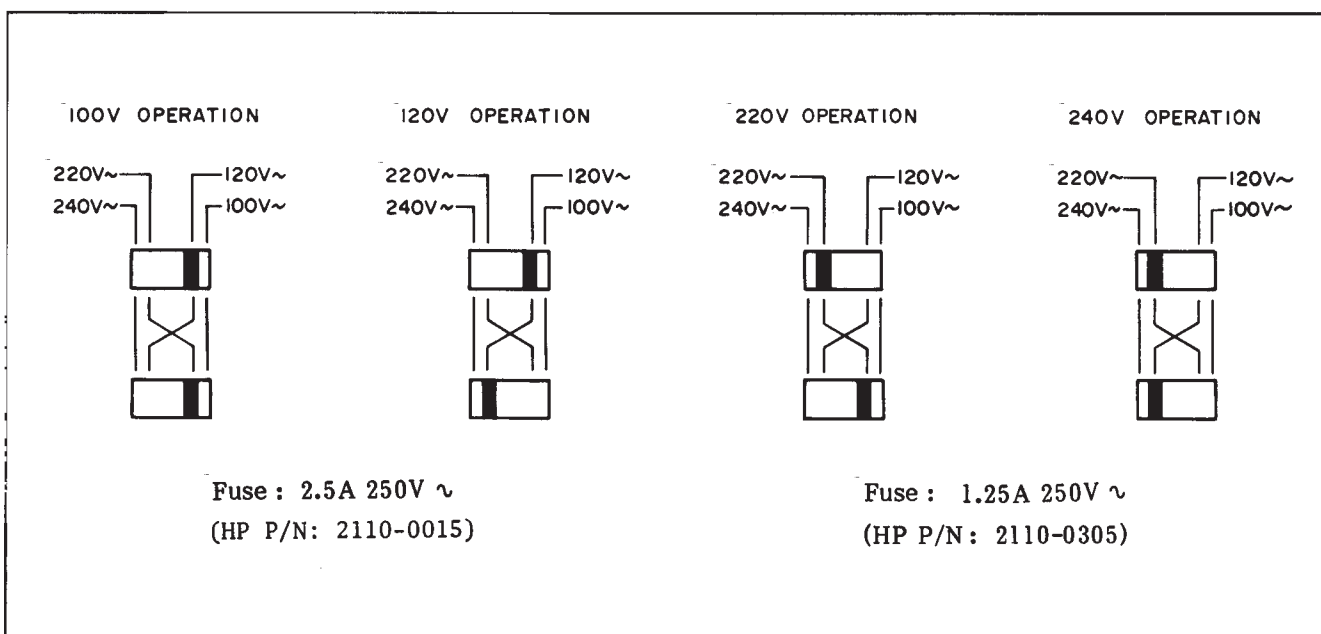 100V OPERATION
220V~ 120V~
240V~ 100V~
120V OPERATION
220V~ 120V~
240V~ 100V~
220V OPERATION
220V~ 120V~
240V~ 100V~
240V OPERATION
220V~ 120V~
240V~ 100V~
Fuse : 2.5A 250V ∿
(HP P/N: 2110-0015)
Fuse : 1.25A 250V ∿
(HP P/N: 2110-0305)